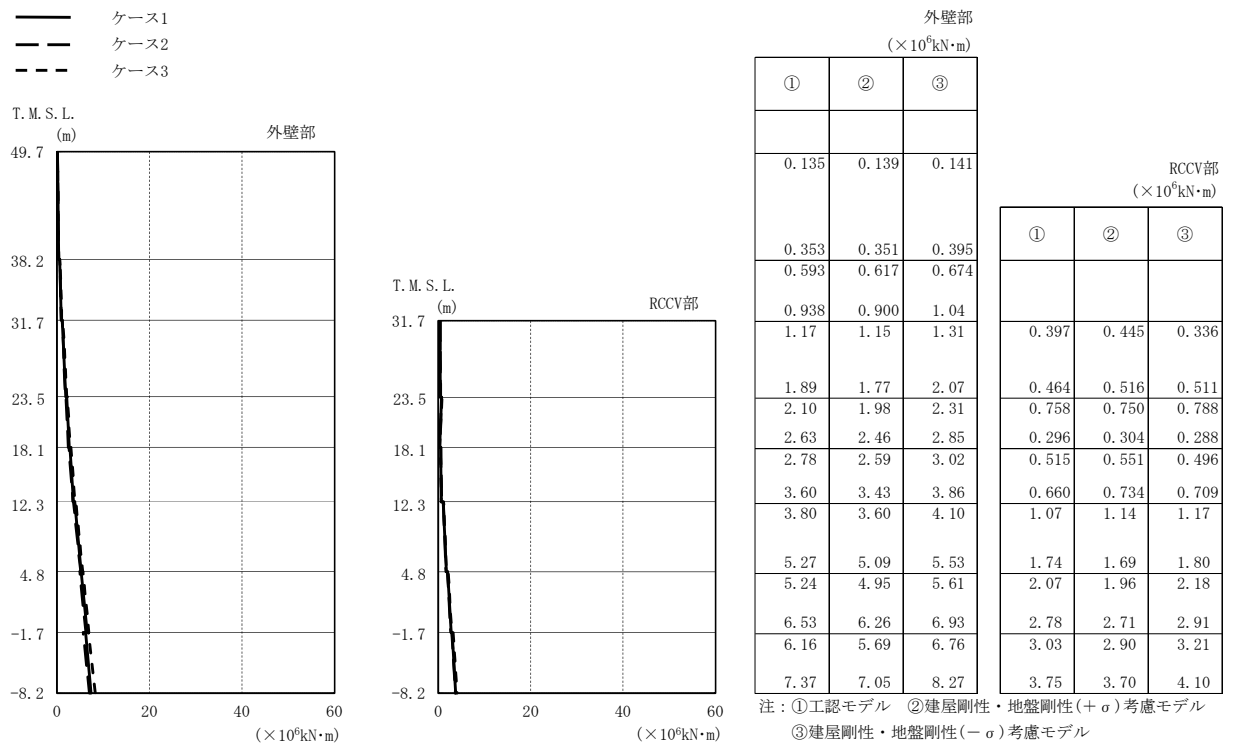 ケース1
ケース2
ケース3
T.M.S.L.
(m)
外壁部
49.7
38.2
31.7
23.5
18.1
12.3
4.8
-1.7
-8.2
0 20 40 60
(×10⁶kN・m)
T.M.S.L.
(m)
RCCV部
31.7
23.5
18.1
12.3
4.8
-1.7
-8.2
0 20 40 60
(×10⁶kN・m)
外壁部
(×10⁶kN・m)
① ② ③
0.135 0.139 0.141
0.353 0.351 0.395
0.593 0.617 0.674
0.938 0.900 1.04
1.17 1.15 1.31
1.89 1.77 2.07
2.10 1.98 2.31
2.63 2.46 2.85
2.78 2.59 3.02
3.60 3.43 3.86
3.80 3.60 4.10
5.27 5.09 5.53
5.24 4.95 5.61
6.53 6.26 6.93
6.16 5.69 6.76
7.37 7.05 8.27
RCCV部
(×10⁶kN・m)
① ② ③
0.397 0.445 0.336
0.464 0.516 0.511
0.758 0.750 0.788
0.296 0.304 0.288
0.515 0.551 0.496
0.660 0.734 0.709
1.07 1.14 1.17
1.74 1.69 1.80
2.07 1.96 2.18
2.78 2.71 2.91
3.03 2.90 3.21
3.75 3.70 4.10
注：①工認モデル ②建屋剛性・地盤剛性(＋σ)考慮モデル
③建屋剛性・地盤剛性(－σ)考慮モデル